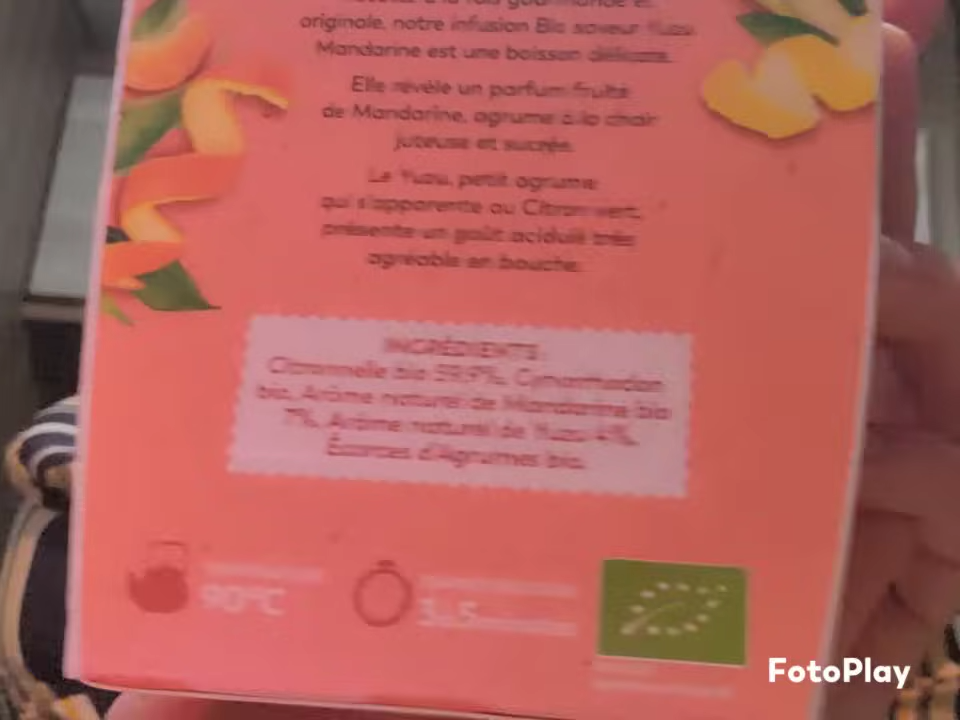 originale, notre infusion Bio saveur Yuzu
Mandarine est une boisson délicate.
Elle révèle un parfum fruité
de Mandarine, agrume à la chair
juteuse et sucrée.
Le Yuzu, petit agrume
qui s'apparente au Citron vert,
présente un goût acidulé très
agréable en bouche.
INGRÉDIENTS:
Citronnelle bio 59,9%, Cynorrhodon
bio, Arôme naturel de Mandarine bio
7%, Arôme naturel de Yuzu 4%,
Écorces d'Agrumes bio.
90°C
3 à 5
FotoPlay